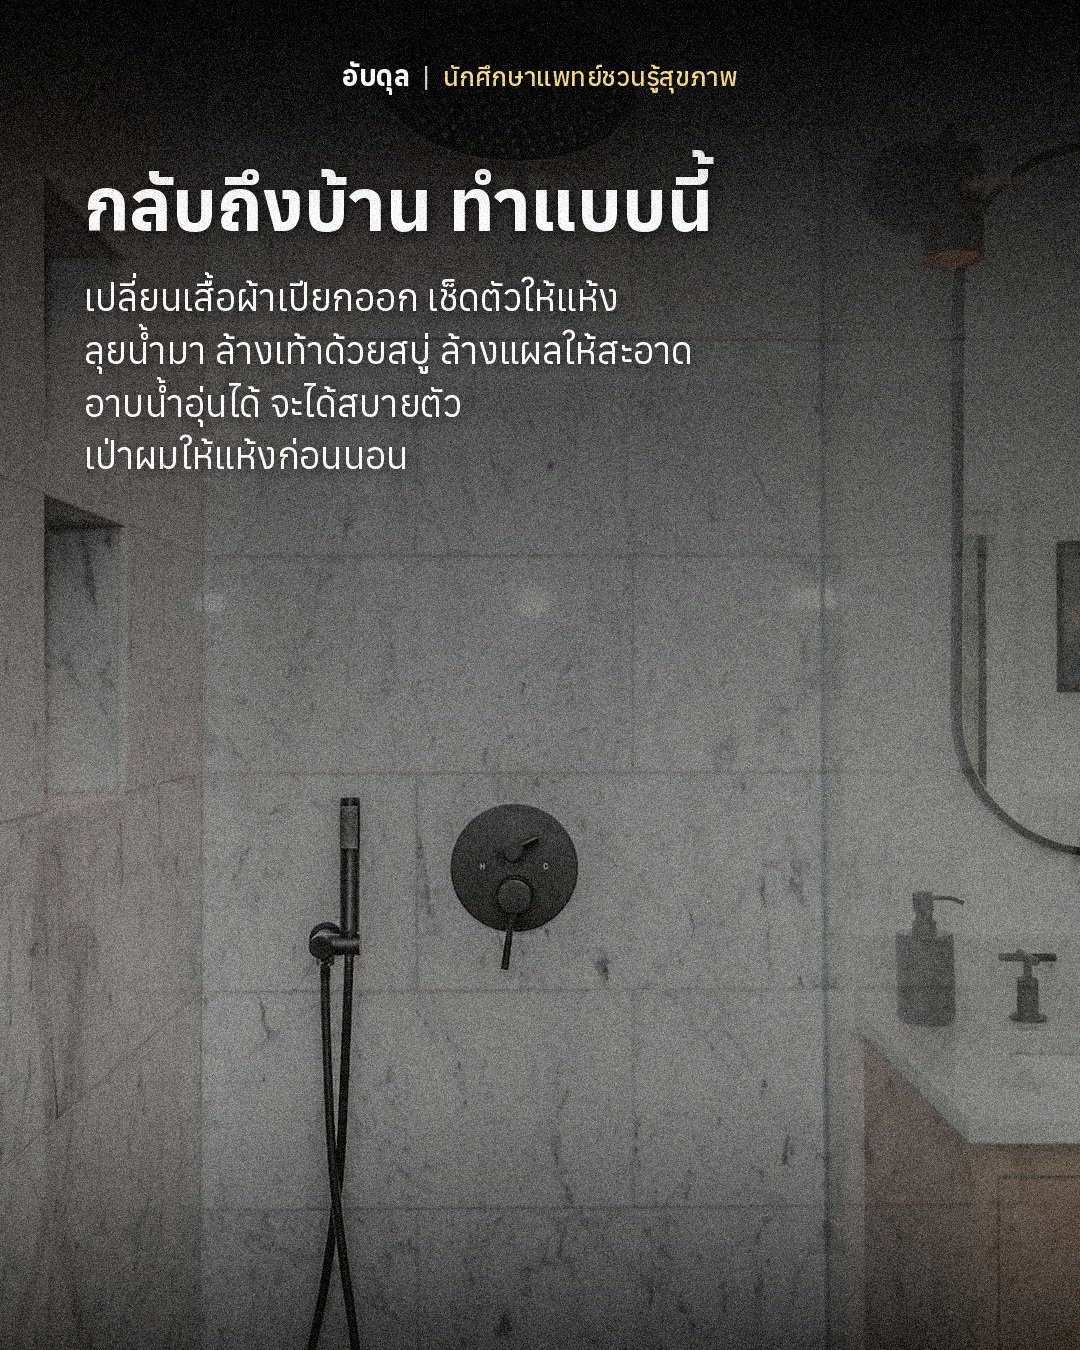 อับดุล | นักศึกษาแพทย์ชวนรู้สุขภาพ
กลับถึงบ้าน ทำแบบนี้
เปลี่ยนเสื้อผ้าเปียกออก เช็ดตัวให้แห้ง
ลุยน้ำมา ล้างเท้าด้วยสบู่ ล้างแผลให้สะอาด
อาบน้ำอุ่นได้ จะได้สบายตัว
เป่าผมให้แห้งก่อนนอน
H C